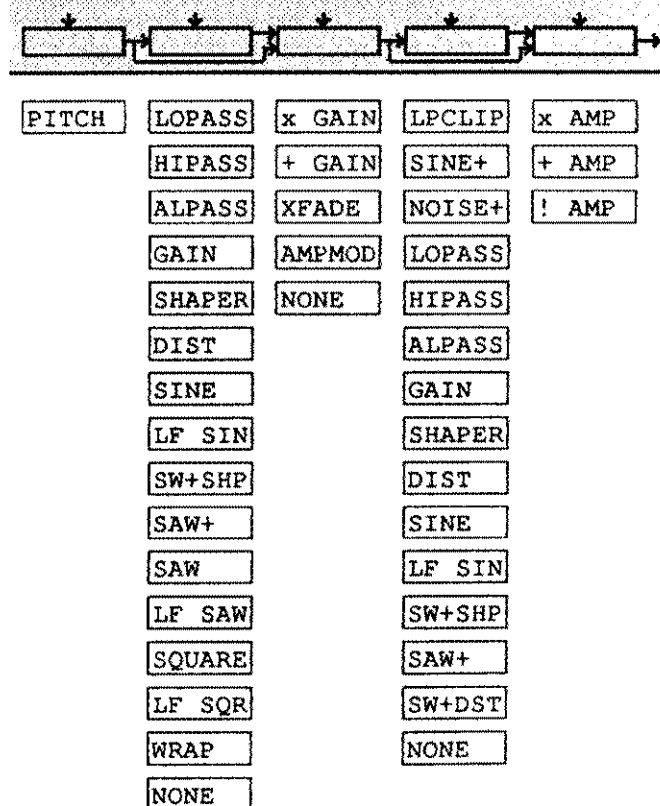 PITCH LOPASS x GAIN LPCLIP x AMP
HIPASS + GAIN SINE+ + AMP
ALPASS XFADE NOISE+ ! AMP
GAIN AMPMOD LOPASS
SHAPER NONE HIPASS
DIST ALPASS
SINE GAIN
LF SIN SHAPER
SW+SHP DIST
SAW+ SINE
SAW LF SIN
LF SAW SW+SHP
SQUARE SAW+
LF SQR SW+DST
WRAP NONE
NONE